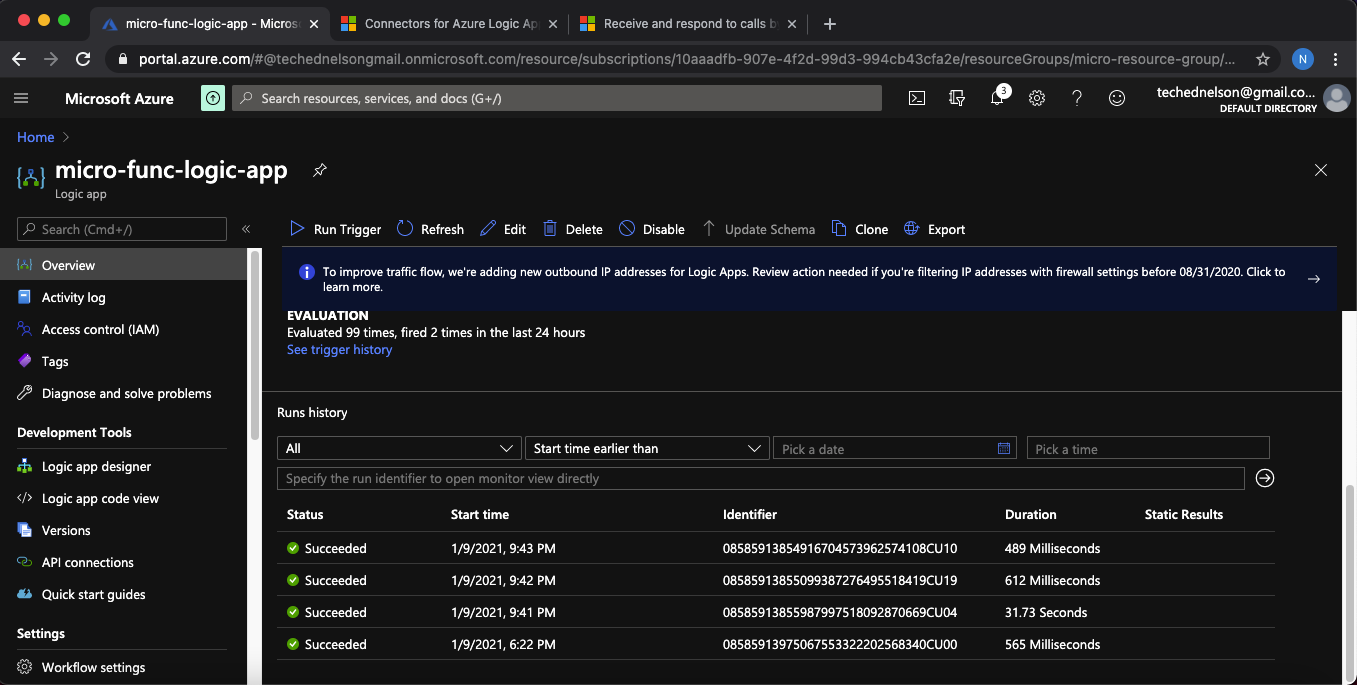 micro-func-logic-app - Micros
Connectors for Azure Logic Ap
Receive and respond to calls b
portal.azure.com/#@technednelsongmail.onmicrosoft.com/resource/subscriptions/10aaadfb-907e-4f2d-99d3-994cb43cfa2e/resourceGroups/micro-resource-group/...
N
Microsoft Azure
Search resources, services, and docs (G+/)
3
technednelson@gmail.co...
DEFAULT DIRECTORY
Home
micro-func-logic-app
Logic app
Search (Cmd+/)
«
Run Trigger
Refresh
Edit
Delete
Disable
Update Schema
Clone
Export
To improve traffic flow, we're adding new outbound IP addresses for Logic Apps. Review action needed if you're filtering IP addresses with firewall settings before 08/31/2020. Click to
learn more.
Overview
Activity log
Access control (IAM)
Tags
Diagnose and solve problems
Development Tools
Logic app designer
Logic app code view
Versions
API connections
Quick start guides
Settings
Workflow settings
EVALUATION
Evaluated 99 times, fired 2 times in the last 24 hours
See trigger history
Runs history
All
Start time earlier than
Pick a date
Pick a time
Specify the run identifier to open monitor view directly
Status Start time Identifier Duration Static Results
Succeeded 1/9/2021, 9:43 PM 08585913854916704573962574108CU10 489 Milliseconds
Succeeded 1/9/2021, 9:42 PM 08585913855099387276495518419CU19 612 Milliseconds
Succeeded 1/9/2021, 9:41 PM 08585913855987997518092870669CU04 31.73 Seconds
Succeeded 1/9/2021, 6:22 PM 08585913975067553322202568340CU00 565 Milliseconds